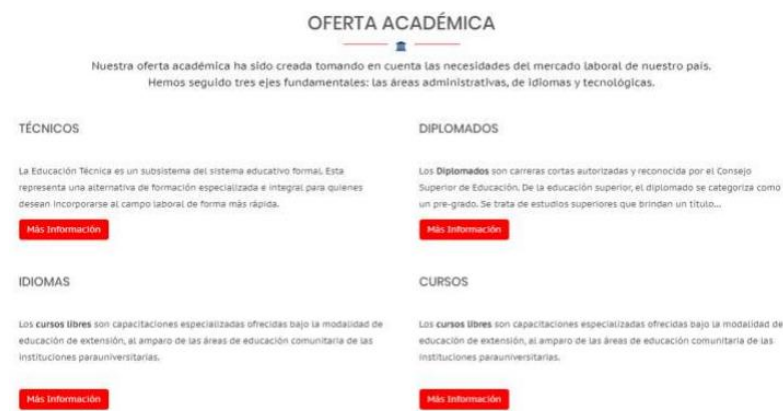 OFERTA ACADÉMICA
Nuestra oferta académica ha sido creada tomando en cuenta las necesidades del mercado laboral de nuestro país.
Hemos seguido tres ejes fundamentales: las áreas administrativas, de idiomas y tecnológicas.
TÉCNICOS
La Educación Técnica es un subsistema del sistema educativo formal. Esta
representa una alternativa de formación especializada e integral para quienes
desean incorporarse al campo laboral de forma más rápida.
Más Información
DIPLOMADOS
Los Diplomados son carreras cortas autorizadas y reconocida por el Consejo
Superior de Educación. De la educación superior, el diplomado se categoriza como
un pre-grado. Se trata de estudios superiores que brindan un título...
Más Información
IDIOMAS
Los cursos libres son capacitaciones especializadas ofrecidas bajo la modalidad de
educación de extensión, al amparo de las áreas de educación comunitaria de las
instituciones parauniversitarias.
Más Información
CURSOS
Los cursos libres son capacitaciones especializadas ofrecidas bajo la modalidad de
educación de extensión, al amparo de las áreas de educación comunitaria de las
instituciones parauniversitarias.
Más Información